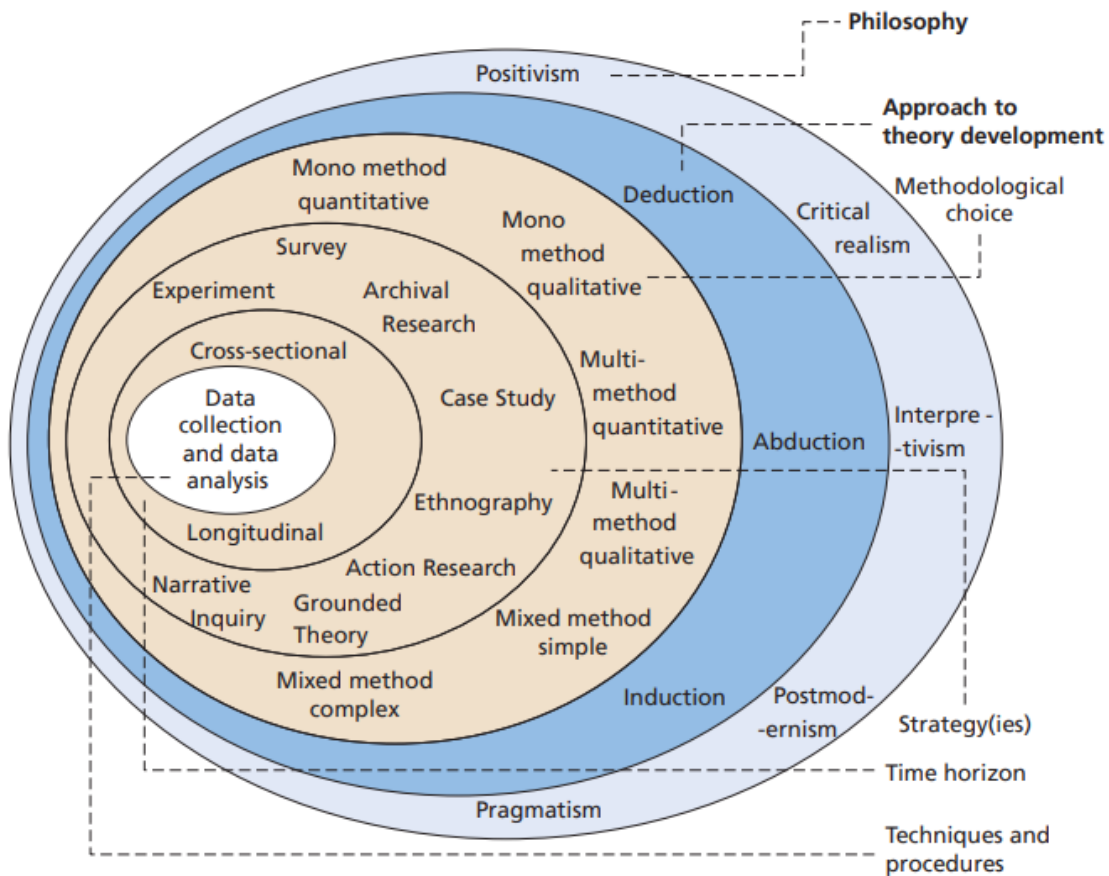 Philosophy
Positivism
Approach to
theory development
Mono method
quantitative
Deduction
Methodological
choice
Mono
method
qualitative
Critical
realism
Survey
Experiment
Archival
Research
Cross-sectional
Multi-
method
quantitative
Data
collection
and data
analysis
Case Study
Interpre -
-tivism
Abduction
Ethnography
Multi-
method
qualitative
Longitudinal
Action Research
Narrative
Inquiry
Grounded
Theory
Mixed method
simple
Mixed method
complex
Induction
Postmod-
-ernism
Strategy(ies)
Time horizon
Pragmatism
Techniques and
procedures